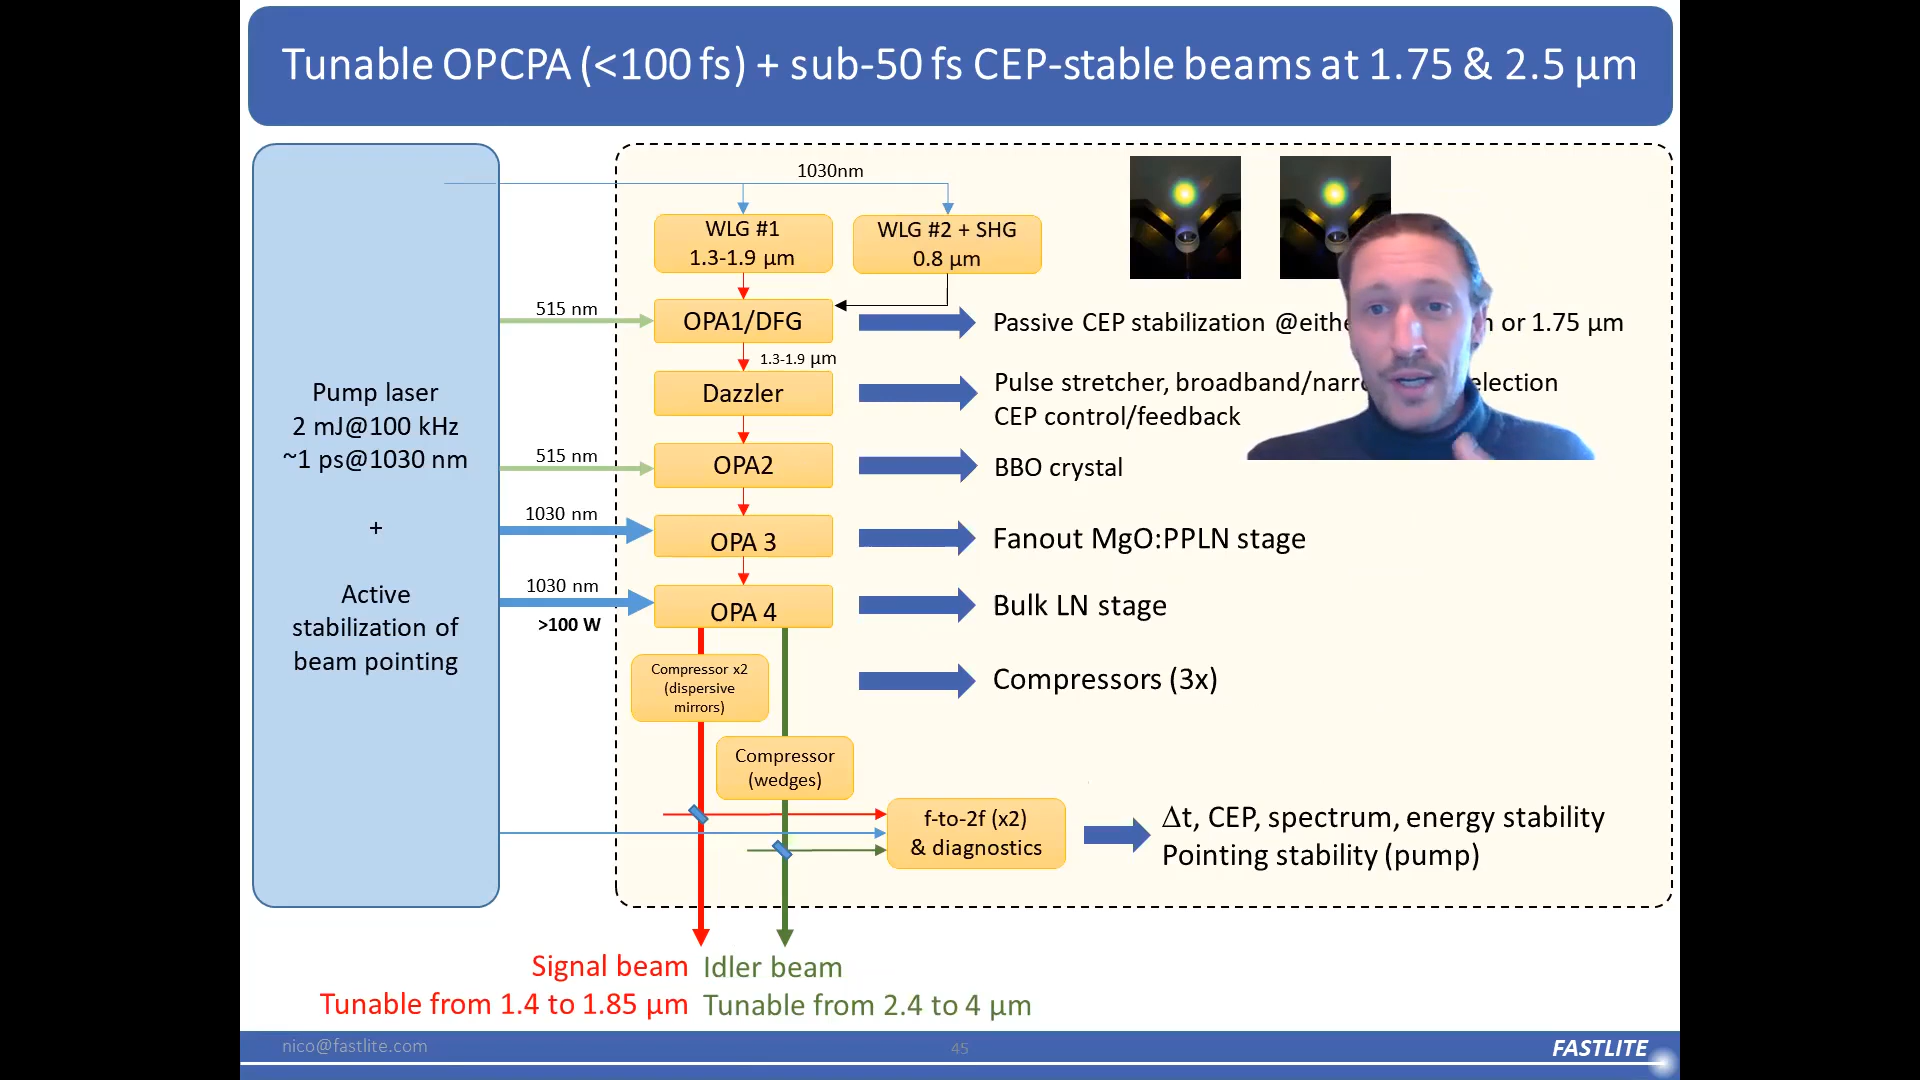 Tunable OPCPA (<100 fs) + sub-50 fs CEP-stable beams at 1.75 & 2.5 µm
1030nm
WLG #1
1.3-1.9 µm
WLG #2 + SHG
0.8 µm
515 nm
OPA1/DFG
Passive CEP stabilization @
or 1.75 µm
1.3-1.9 µm
Dazzler
Pulse stretcher, broadband/
CEP control/feedback
Pump laser
2 mJ@100 kHz
~1 ps@1030 nm
+
Active
stabilization of
beam pointing
515 nm
OPA2
BBO crystal
1030 nm
OPA 3
Fanout MgO:PPLN stage
1030 nm
>100 W
OPA 4
Bulk LN stage
Compressor x2
(dispersive
mirrors)
Compressors (3x)
Compressor
(wedges)
f-to-2f (x2)
& diagnostics
Δt, CEP, spectrum, energy stability
Pointing stability (pump)
Signal beam
Tunable from 1.4 to 1.85 µm
Idler beam
Tunable from 2.4 to 4 µm
nico@fastlite.com
45
FASTLITE